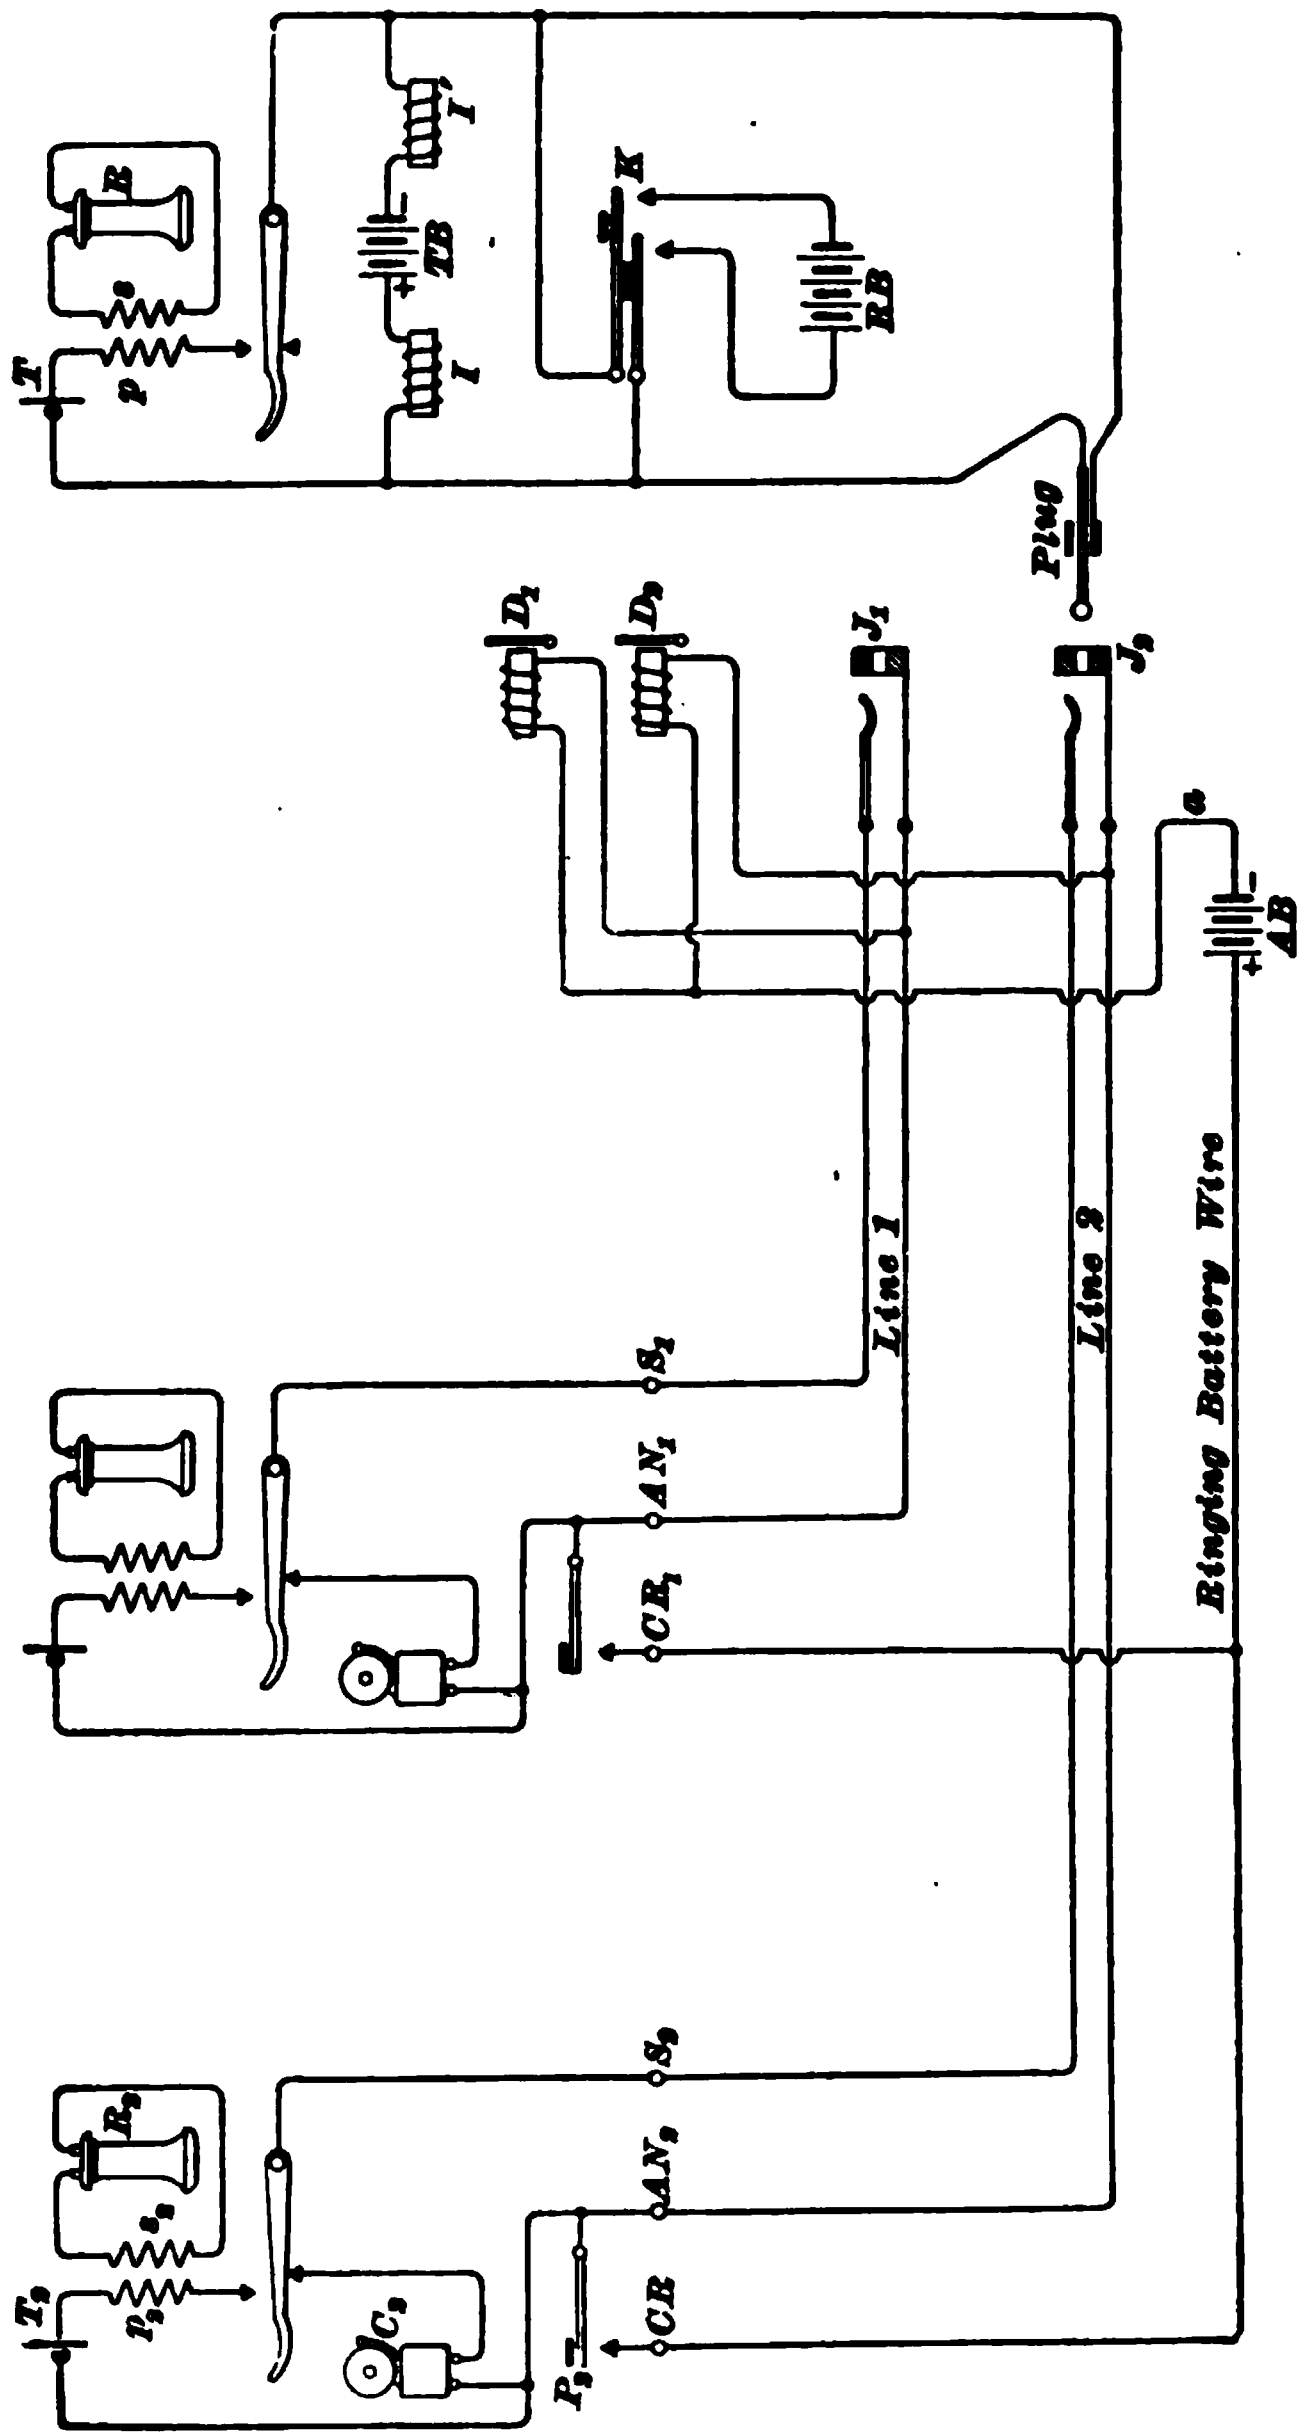 T₂
R₂
s₂
p₂
C₂
P₂
CR
AN₂
S₂
CR₁
AN₁
S₁
Ringing Battery Wire
Line 1
Line 2
+
-
AB
a
D₁
D₂
J₁
J₂
Plug
T
R
s
p
I
+
-
TB
I'
K
RB